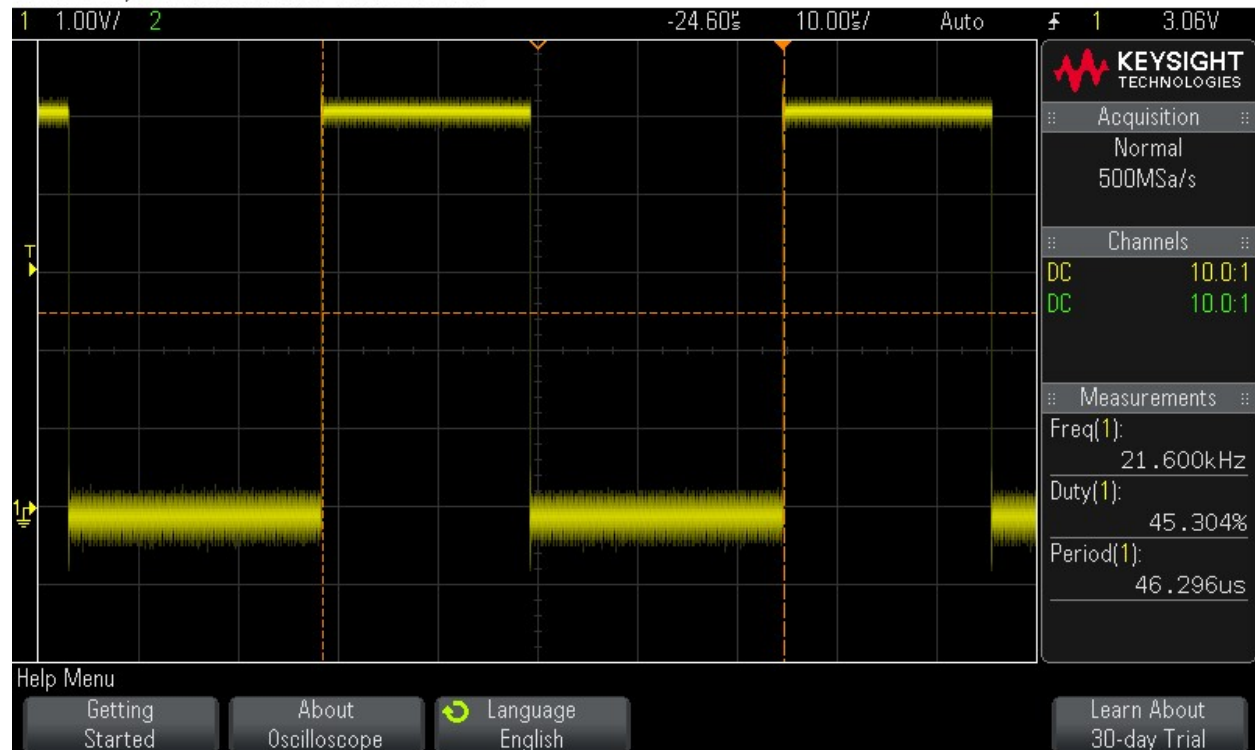 1 1.00V/ 2 -24.60us 10.00us/ Auto 1 3.06V
KEYSIGHT
TECHNOLOGIES
Acquisition
Normal
500MSa/s
Channels
DC 10.0:1
DC 10.0:1
Measurements
Freq(1):
21.600kHz
Duty(1):
45.304%
Period(1):
46.296us
T
1
Help Menu
Getting
Started
About
Oscilloscope
Language
English
Learn About
30-day Trial